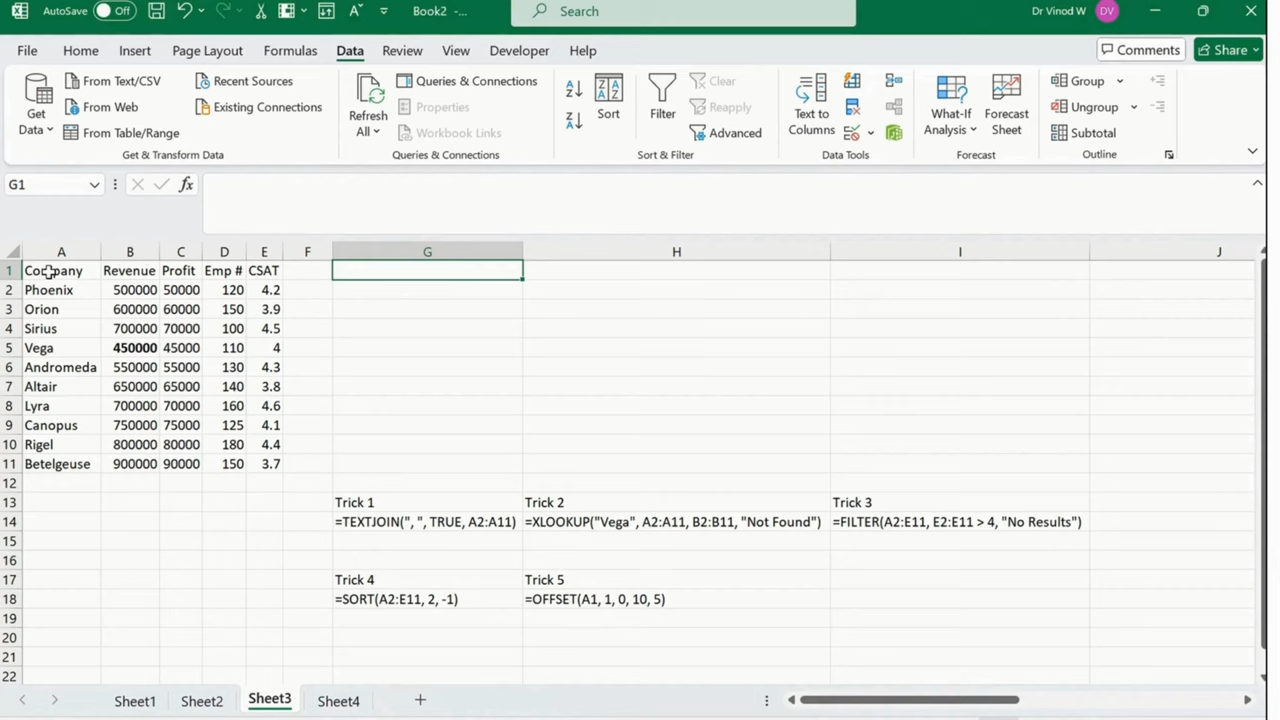 AutoSave Off Book2 -... Search Dr Vinod W DV
File Home Insert Page Layout Formulas Data Review View Developer Help Comments Share
Get Data
From Text/CSV
From Web
From Table/Range
Recent Sources
Existing Connections
Get & Transform Data
Refresh All
Queries & Connections
Properties
Workbook Links
Queries & Connections
Sort
Filter
Clear
Reapply
Advanced
Sort & Filter
Text to Columns
Data Tools
What-If Analysis
Forecast Sheet
Forecast
Group
Ungroup
Subtotal
Outline
G1 fx
A B C D E F G H I J
1 Company Revenue Profit Emp # CSAT
2 Phoenix 500000 50000 120 4.2
3 Orion 600000 60000 150 3.9
4 Sirius 700000 70000 100 4.5
5 Vega 450000 45000 110 4
6 Andromeda 550000 55000 130 4.3
7 Altair 650000 65000 140 3.8
8 Lyra 700000 70000 160 4.6
9 Canopus 750000 75000 125 4.1
10 Rigel 800000 80000 180 4.4
11 Betelgeuse 900000 90000 150 3.7
12
13 Trick 1 Trick 2 Trick 3
14 =TEXTJOIN(", ", TRUE, A2:A11) =XLOOKUP("Vega", A2:A11, B2:B11, "Not Found") =FILTER(A2:E11, E2:E11 > 4, "No Results")
15
16
17 Trick 4 Trick 5
18 =SORT(A2:E11, 2, -1) =OFFSET(A1, 1, 0, 10, 5)
19
20
21
22
Sheet1 Sheet2 Sheet3 Sheet4